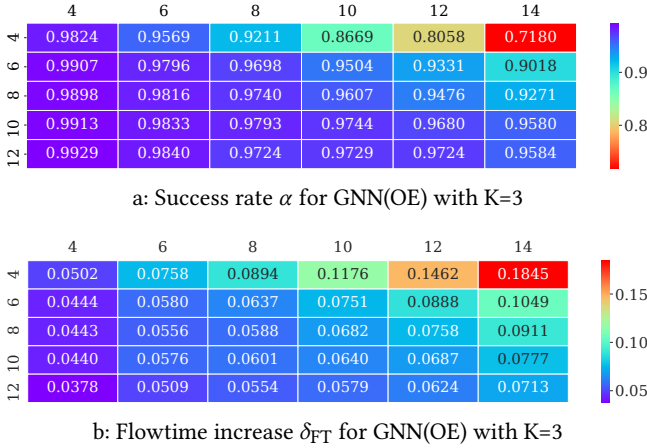 4 6 8 10 12 14
4 0.9824 0.9569 0.9211 0.8669 0.8058 0.7180
6 0.9907 0.9796 0.9698 0.9504 0.9331 0.9018
8 0.9898 0.9816 0.9740 0.9607 0.9476 0.9271
10 0.9913 0.9833 0.9793 0.9744 0.9680 0.9580
12 0.9929 0.9840 0.9724 0.9729 0.9724 0.9584
0.9
0.8
a: Success rate α for GNN(OE) with K=3
4 6 8 10 12 14
4 0.0502 0.0758 0.0894 0.1176 0.1462 0.1845
6 0.0444 0.0580 0.0637 0.0751 0.0888 0.1049
8 0.0443 0.0556 0.0588 0.0682 0.0758 0.0911
10 0.0440 0.0576 0.0601 0.0640 0.0687 0.0777
12 0.0378 0.0509 0.0554 0.0579 0.0624 0.0713
0.15
0.10
0.05
b: Flowtime increase δFT for GNN(OE) with K=3